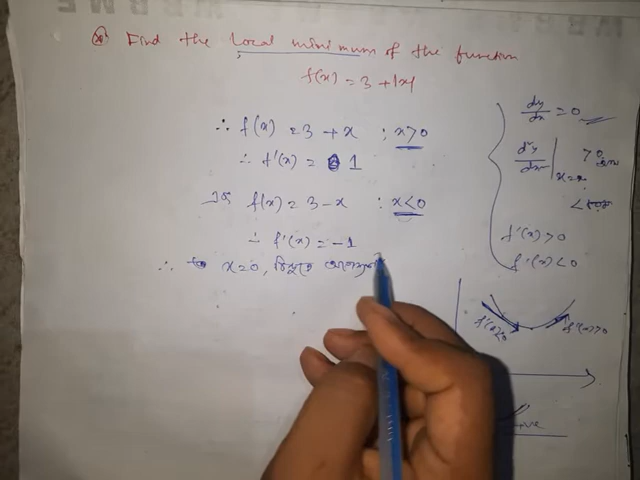 Find the local minimum of the function
f(x) = 3 + |x|
∴ f(x) = 3 + x ; x>0
∴ f'(x) = 1
এবং f(x) = 3 - x : x<0
∴ f'(x) = -1
∴ x=0, বিন্দুতে
dy/dx = 0
d²y/dx² | x=
> 0
<
f'(x) > 0
f'(x) < 0
f'(x)<0
f'(x)>0